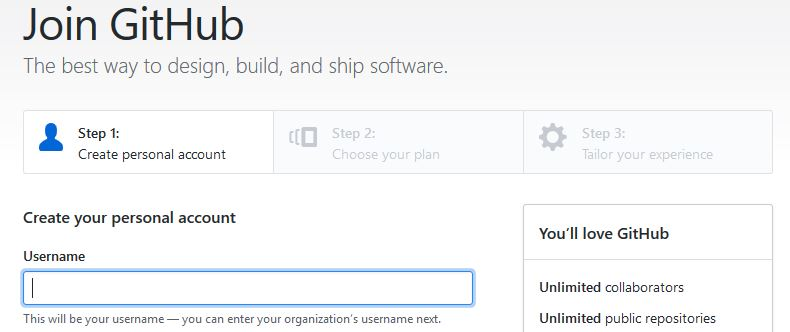 Join GitHub
The best way to design, build, and ship software.
Step 1:
Create personal account
Step 2:
Choose your plan
Step 3:
Tailor your experience
Create your personal account
Username
This will be your username — you can enter your organization’s username next.
You’ll love GitHub
Unlimited collaborators
Unlimited public repositories